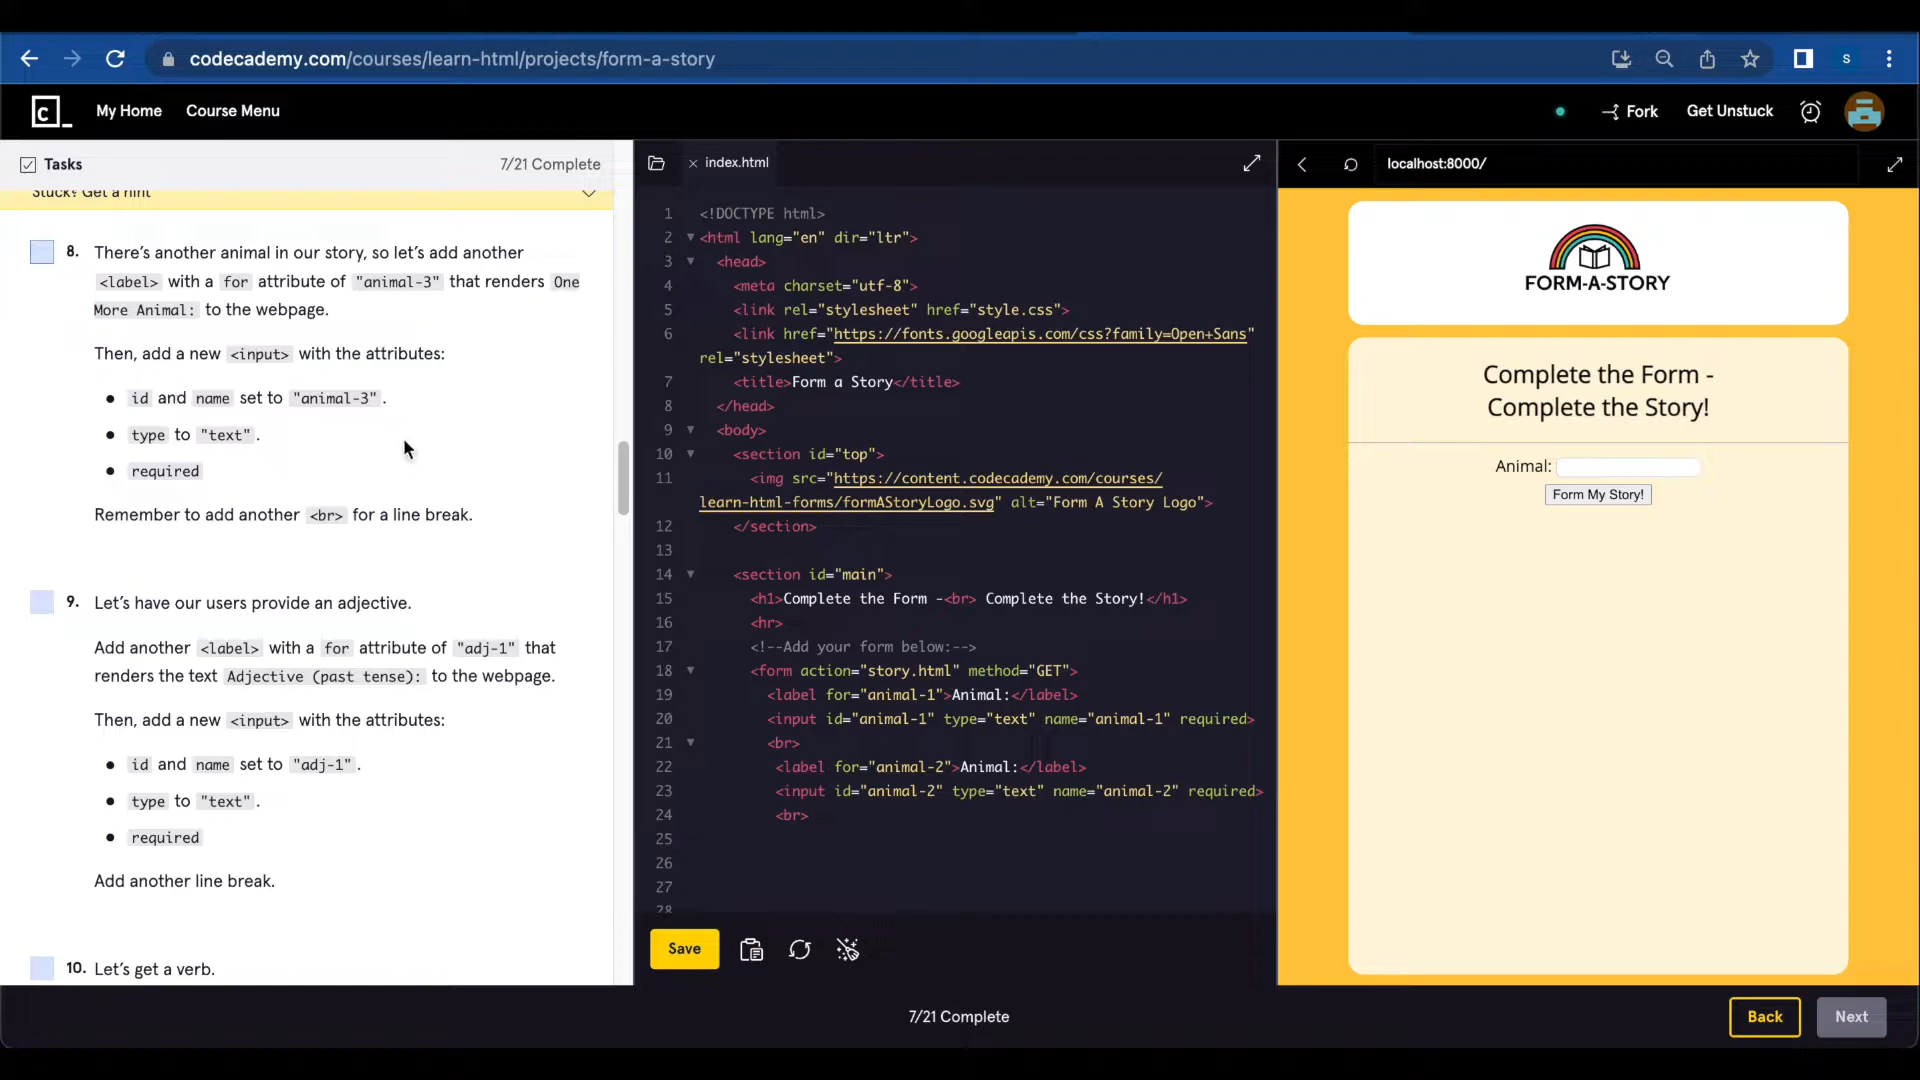 codecademy.com/courses/learn-html/projects/form-a-story
S
My Home
Course Menu
Fork
Get Unstuck
Tasks
7/21 Complete
Stuck? Get a hint
8. There’s another animal in our story, so let’s add another
<label> with a for attribute of "animal-3" that renders One
More Animal: to the webpage.
Then, add a new <input> with the attributes:
id and name set to "animal-3".
type to "text".
required
Remember to add another <br> for a line break.
9. Let’s have our users provide an adjective.
Add another <label> with a for attribute of "adj-1" that
renders the text Adjective (past tense): to the webpage.
Then, add a new <input> with the attributes:
id and name set to "adj-1".
type to "text".
required
Add another line break.
10. Let’s get a verb.
index.html
1 <!DOCTYPE html>
2 <html lang="en" dir="ltr">
3 <head>
4 <meta charset="utf-8">
5 <link rel="stylesheet" href="style.css">
6 <link href="https://fonts.googleapis.com/css?family=Open+Sans"
rel="stylesheet">
7 <title>Form a Story</title>
8 </head>
9 <body>
10 <section id="top">
11 <img src="https://content.codecademy.com/courses/
learn-html-forms/formAStoryLogo.svg" alt="Form A Story Logo">
12 </section>
13
14 <section id="main">
15 <h1>Complete the Form -<br> Complete the Story!</h1>
16 <hr>
17 <!--Add your form below:-->
18 <form action="story.html" method="GET">
19 <label for="animal-1">Animal:</label>
20 <input id="animal-1" type="text" name="animal-1" required>
21 <br>
22 <label for="animal-2">Animal:</label>
23 <input id="animal-2" type="text" name="animal-2" required>
24 <br>
25
26
27
28
Save
localhost:8000/
FORM-A-STORY
Complete the Form -
Complete the Story!
Animal:
Form My Story!
7/21 Complete
Back
Next